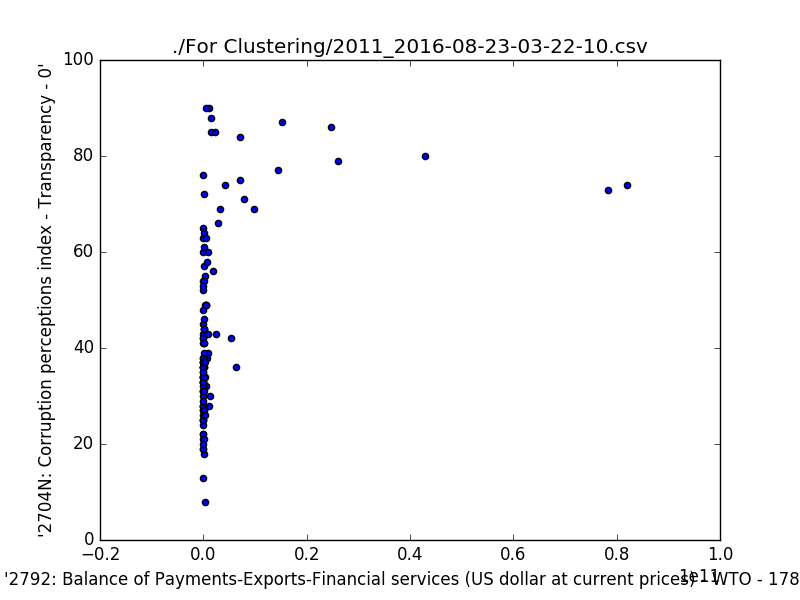 ./For Clustering/2011_2016-08-23-03-22-10.csv
100
80
60
40
20
0
'2704N: Corruption perceptions index - Transparency - 0'
−0.2 0.0 0.2 0.4 0.6 0.8 1.0
1e11
'2792: Balance of Payments-Exports-Financial services (US dollar at current prices) - WTO - 178